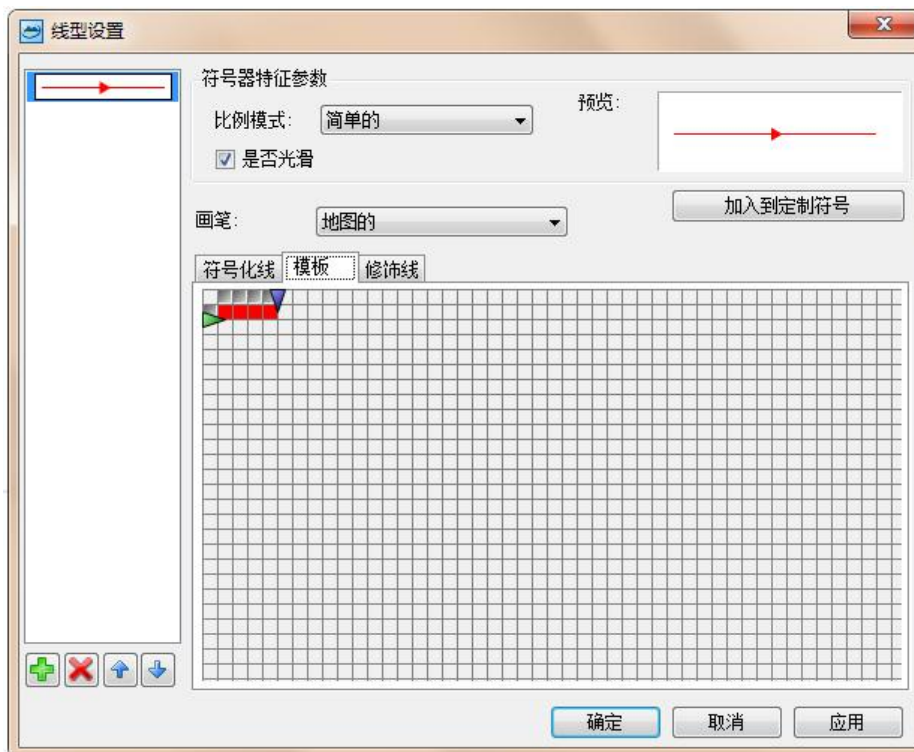 线型设置
符号器特征参数
比例模式: 简单的
预览:
是否光滑
加入到定制符号
画笔: 地图的
符号化线 模板 修饰线
确定 取消 应用